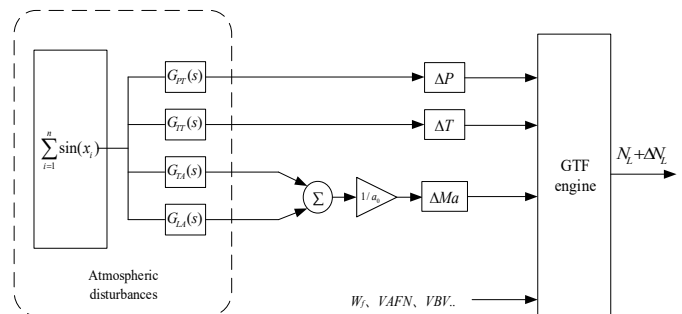 n
∑ sin(x_i)
i=1
G_PT(s)
G_TT(s)
G_TA(s)
G_LA(s)
Atmospheric
disturbances
∑
1/a_0
ΔP
ΔT
ΔMa
W_f、VAFN、VBV..
GTF
engine
N_L+ΔN_L